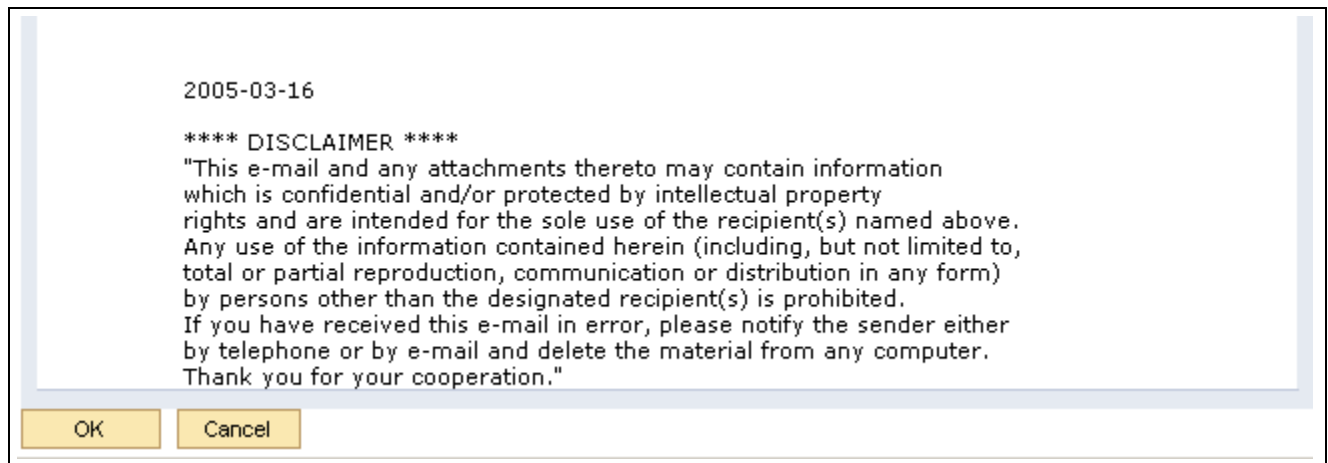 2005-03-16
**** DISCLAIMER ****
"This e-mail and any attachments thereto may contain information
which is confidential and/or protected by intellectual property
rights and are intended for the sole use of the recipient(s) named above.
Any use of the information contained herein (including, but not limited to,
total or partial reproduction, communication or distribution in any form)
by persons other than the designated recipient(s) is prohibited.
If you have received this e-mail in error, please notify the sender either
by telephone or by e-mail and delete the material from any computer.
Thank you for your cooperation."
OK Cancel